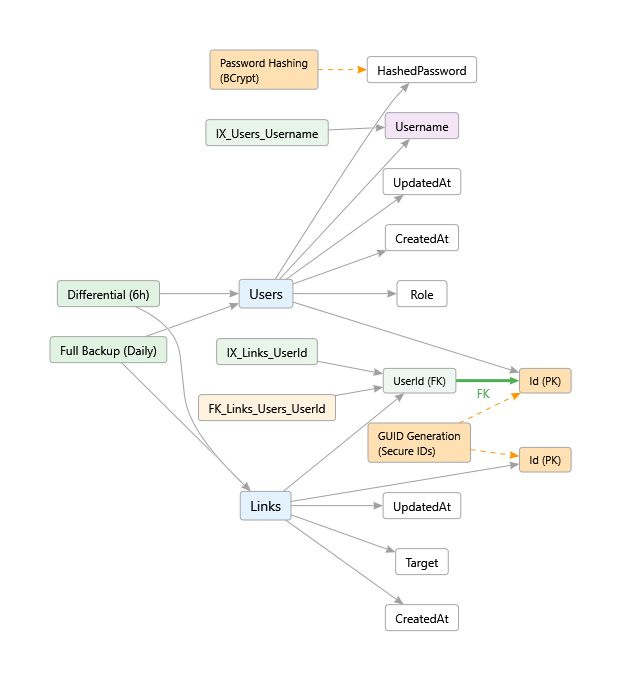 Password Hashing
(BCrypt)
HashedPassword
IX_Users_Username
Username
UpdatedAt
CreatedAt
Differential (6h)
Users
Role
Full Backup (Daily)
IX_Links_UserId
UserId (FK)
FK
Id (PK)
FK_Links_Users_UserId
GUID Generation
(Secure IDs)
Id (PK)
Links
UpdatedAt
Target
CreatedAt